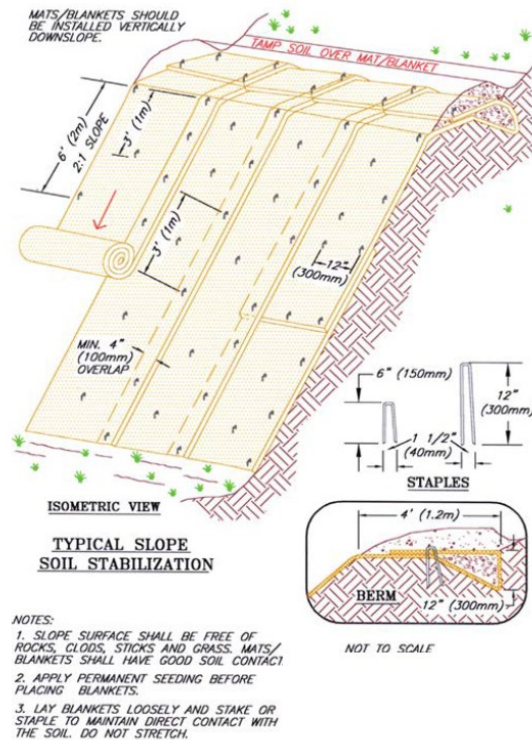 MATS/BLANKETS SHOULD
BE INSTALLED VERTICALLY
DOWNSLOPE.
TAMP SOIL OVER MAT/BLANKET
6' (2m)
2:1 SLOPE
3' (1m)
3' (1m)
12"
(300mm)
MIN. 4"
(100mm)
OVERLAP
6" (150mm)
12"
(300mm)
1 1/2"
(40mm)
STAPLES
ISOMETRIC VIEW
TYPICAL SLOPE
SOIL STABILIZATION
4' (1.2m)
BERM
12" (300mm)
NOT TO SCALE
NOTES:
1. SLOPE SURFACE SHALL BE FREE OF
ROCKS, CLODS, STICKS AND GRASS. MATS/
BLANKETS SHALL HAVE GOOD SOIL CONTACT
2. APPLY PERMANENT SEEDING BEFORE
PLACING BLANKETS.
3. LAY BLANKETS LOOSELY AND STAKE OR
STAPLE TO MAINTAIN DIRECT CONTACT WITH
THE SOIL. DO NOT STRETCH.